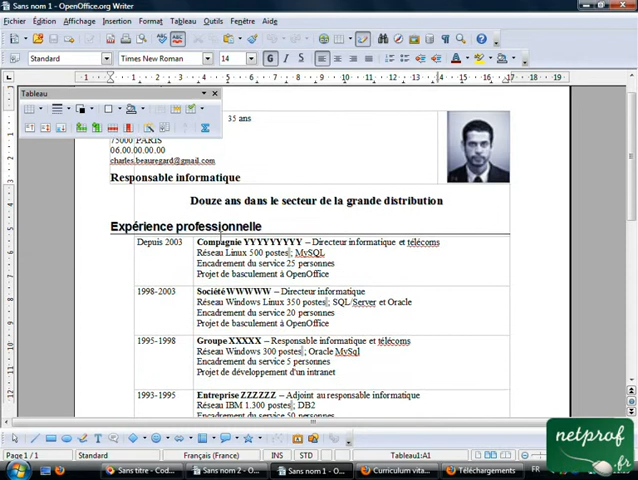 Sans nom 1 - OpenOffice.org Writer
Fichier Édition Affichage Insertion Format Tableau Outils Fenêtre Aide
Standard Times New Roman 14 G I S
Tableau
35 ans
75000 PARIS
06.00.00.00.00
charles.beauregard@gmail.com
Responsable informatique
Douze ans dans le secteur de la grande distribution
Expérience professionnelle
Depuis 2003 Compagnie YYYYYYYYY – Directeur informatique et télécoms
Réseau Linux 500 postes ; MySQL
Encadrement du service 25 personnes
Projet de basculement à OpenOffice
1998-2003 Société WWWWW – Directeur informatique
Réseau Windows Linux 350 postes ; SQL/Server et Oracle
Encadrement du service 20 personnes
Projet de basculement à OpenOffice
1995-1998 Groupe XXXXX – Responsable informatique et télécoms
Réseau Windows 300 postes ; Oracle MySql
Encadrement du service 5 personnes
Projet de développement d'un intranet
1993-1995 Entreprise ZZZZZZ – Adjoint au responsable informatique
Réseau IBM 1.300 postes ; DB2
Encadrement du service 50 personnes
netprof.fr
Page 1 / 1 Standard Français (France) INS STD Tableau1:A1
Sans titre - Cod... Sans nom 2 - O... Sans nom 1 - O... Curriculum vita... Téléchargements FR